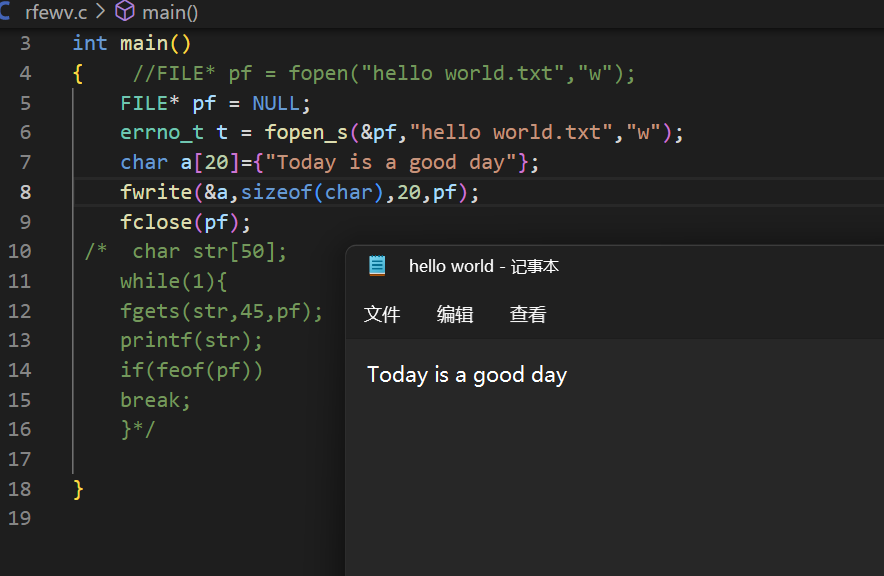 C rfewv.c > main()
3 int main()
4 { //FILE* pf = fopen("hello world.txt","w");
5 FILE* pf = NULL;
6 errno_t t = fopen_s(&pf,"hello world.txt","w");
7 char a[20]={"Today is a good day"};
8 fwrite(&a,sizeof(char),20,pf);
9 fclose(pf);
10 /* char str[50];
11 while(1){
12 fgets(str,45,pf);
13 printf(str);
14 if(feof(pf))
15 break;
16 }*/
17
18 }
19
hello world - 记事本
文件 编辑 查看
Today is a good day